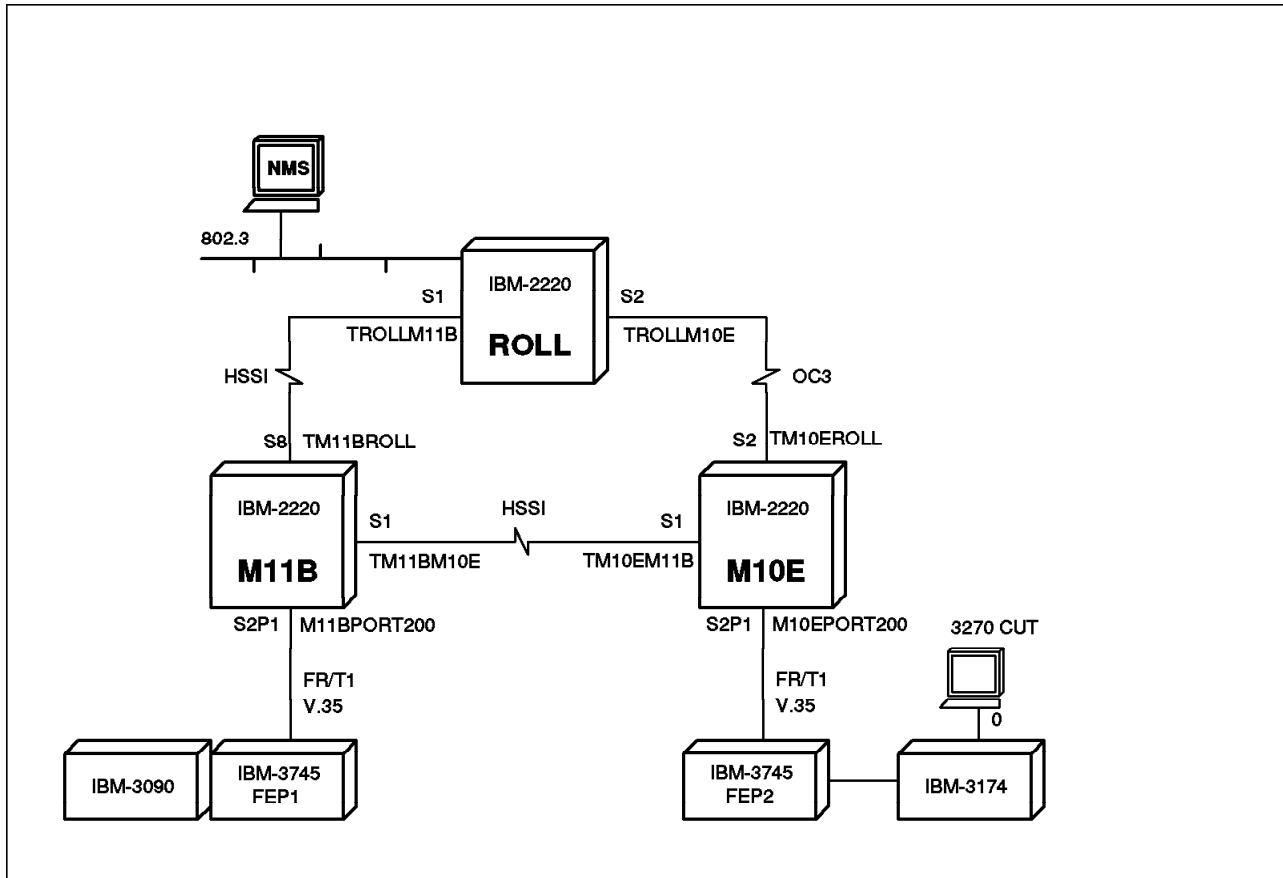 NMS
802.3
IBM-2220
ROLL
S1
S2
TROLLM11B
TROLLM10E
HSSI
OC3
S8
TM11BROLL
S2
TM10EROLL
IBM-2220
M11B
S1
HSSI
S1
IBM-2220
M10E
TM11BM10E
TM10EM11B
S2P1
M11BPORT200
S2P1
M10EPORT200
3270 CUT
FR/T1
V.35
FR/T1
V.35
0
IBM-3090
IBM-3745
FEP1
IBM-3745
FEP2
IBM-3174